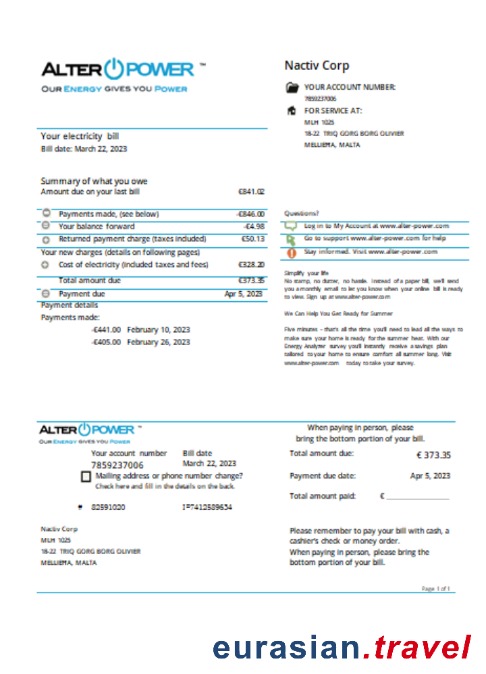 ALTER POWER ™
OUR ENERGY GIVES YOU POWER
Nactiv Corp
YOUR ACCOUNT NUMBER:
7859237006
FOR SERVICE AT:
MLH 1025
18-22 TRIQ GORG BORG OLIVIER
MELLIEĦA, MALTA
Your electricity bill
Bill date: March 22, 2023
Summary of what you owe
Amount due on your last bill €841.02
Payments made, (see below) -€846.00
Your balance forward -€4.98
Returned payment charge (taxes included) €50.13
Your new charges (details on following pages)
Cost of electricity (included taxes and fees) €328.20
Total amount due €373.35
Payment due Apr 5, 2023
Payment details
Payments made:
-€441.00 February 10, 2023
-€405.00 February 26, 2023
Questions?
Log in to My Account at www.alter-power.com
Go to support www.alter-power.com for help
Stay informed. Visit www.alter-power.com
Simplify your life
No stamp, no clutter, no hassle. Instead of a paper bill, we'll send
you a monthly email to let you know when your online bill is ready
to view. Sign up at www.alter-power.com
We Can Help You Get Ready for Summer
Five minutes – that's all the time you'll need to lead all the ways to
make sure your home is ready for the summer heat. With our
Energy Analyzer survey you'll instantly receive a savings plan
tailored to your home to ensure comfort all summer long. Visit
www.alter-power.com today to take your survey.
ALTER POWER ™
OUR ENERGY GIVES YOU POWER
Your account number Bill date
7859237006 March 22, 2023
Mailing address or phone number change?
Check here and fill in the details on the back.
# 82591020 1=7412589634
Nactiv Corp
MLH 1025
18-22 TRIQ GORG BORG OLIVIER
MELLIEĦA, MALTA
When paying in person, please
bring the bottom portion of your bill.
Total amount due: € 373.35
Payment due date: Apr 5, 2023
Total amount paid: € _______________
Please remember to pay your bill with cash, a
cashier's check or money order.
When paying in person, please bring the
bottom portion of your bill.
Page 1 of 1
eurasian.travel